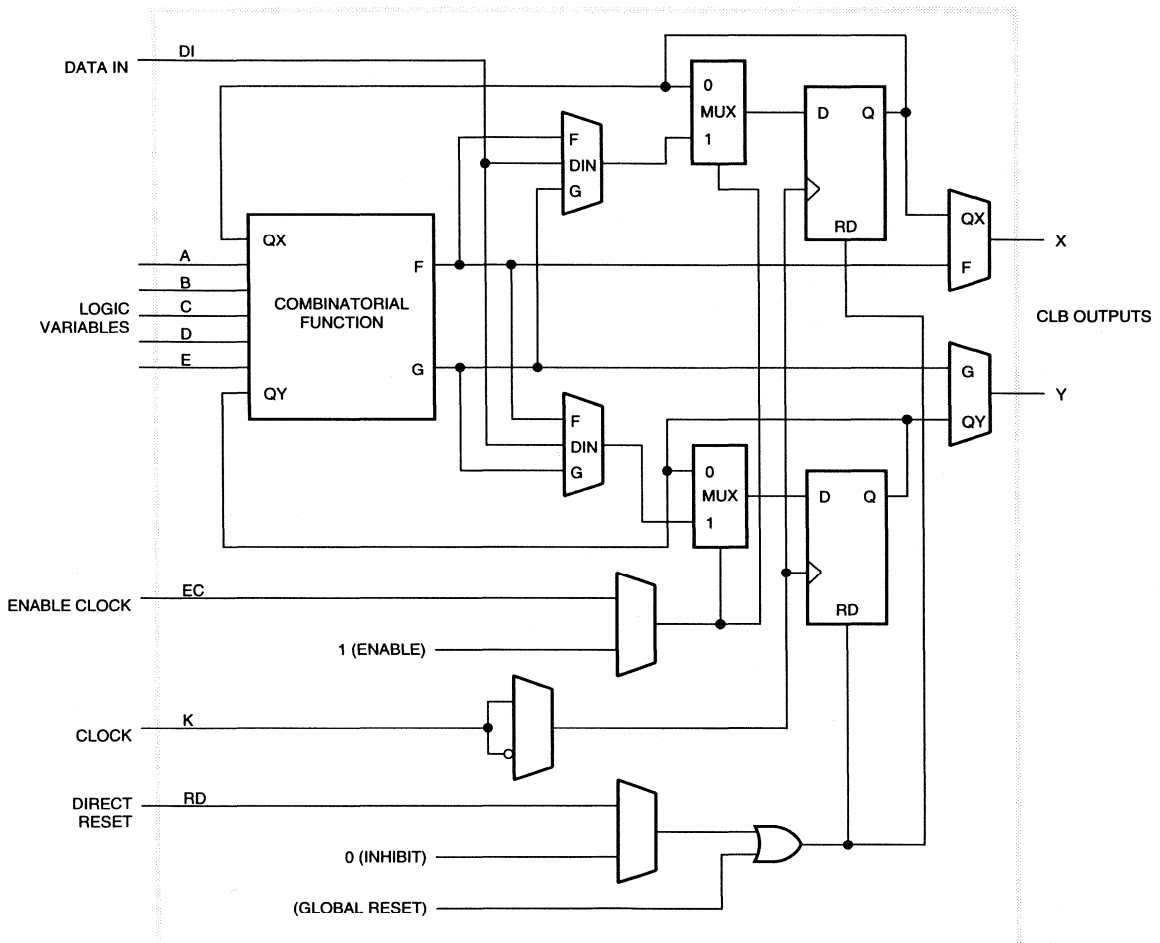 DI
DATA IN
0
MUX
1
D Q
RD
F
DIN
G
QX
F
X
QX
A
B
C
D
E
LOGIC
VARIABLES
COMBINATORIAL
FUNCTION
F
G
QY
CLB OUTPUTS
G
QY
Y
F
DIN
G
0
MUX
1
D Q
RD
EC
ENABLE CLOCK
1 (ENABLE)
K
CLOCK
RD
DIRECT
RESET
0 (INHIBIT)
(GLOBAL RESET)